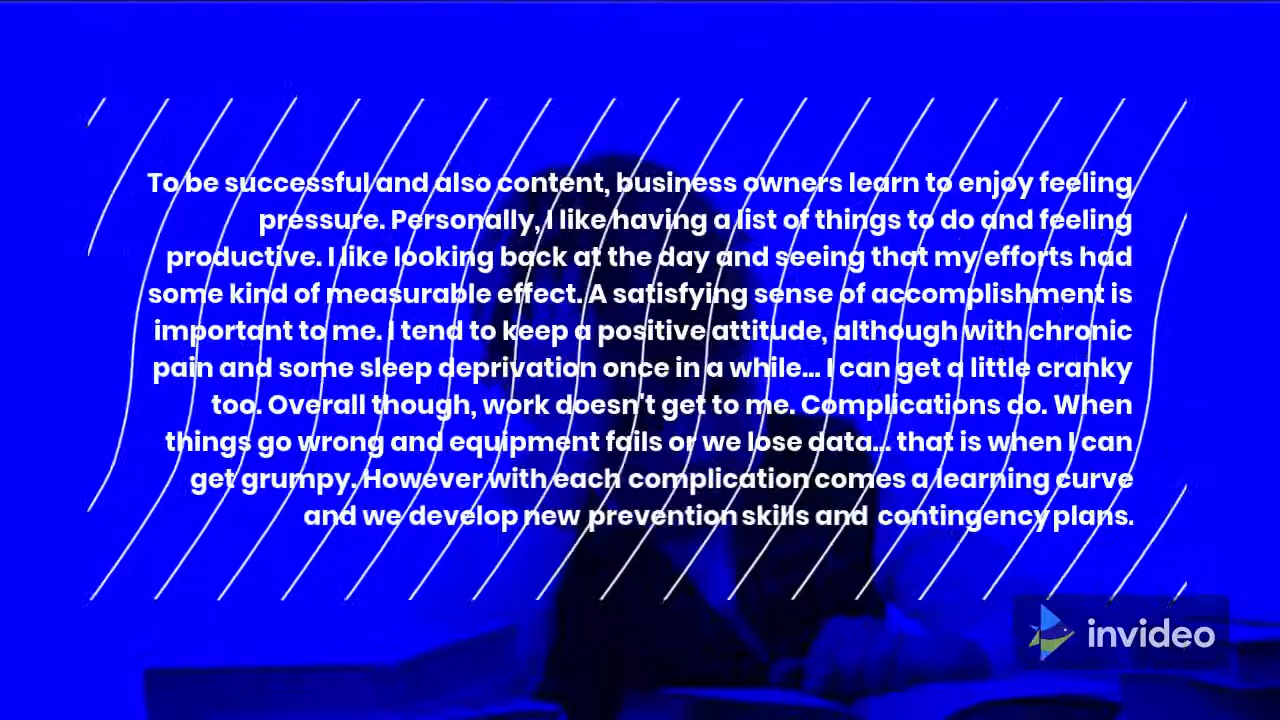 To be successful and also content, business owners learn to enjoy feeling
pressure. Personally, I like having a list of things to do and feeling
productive. I like looking back at the day and seeing that my efforts had
some kind of measurable effect. A satisfying sense of accomplishment is
important to me. I tend to keep a positive attitude, although with chronic
pain and some sleep deprivation once in a while... I can get a little cranky
too. Overall though, work doesn't get to me. Complications do. When
things go wrong and equipment fails or we lose data... that is when I can
get grumpy. However with each complication comes a learning curve
and we develop new prevention skills and contingency plans.
invideo